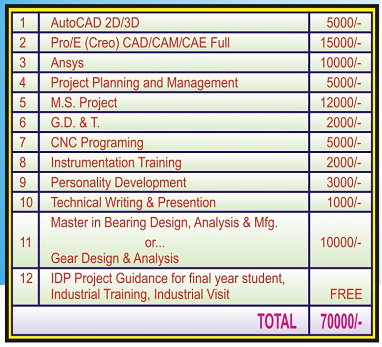 1 AutoCAD 2D/3D 5000/-
2 Pro/E (Creo) CAD/CAM/CAE Full 15000/-
3 Ansys 10000/-
4 Project Planning and Management 5000/-
5 M.S. Project 12000/-
6 G.D. & T. 2000/-
7 CNC Programing 5000/-
8 Instrumentation Training 2000/-
9 Personality Development 3000/-
10 Technical Writing & Presention 1000/-
Master in Bearing Design, Analysis & Mfg.
11 or... 10000/-
Gear Design & Analysis
12 IDP Project Guidance for final year student,
Industrial Training, Industrial Visit FREE
TOTAL 70000/-